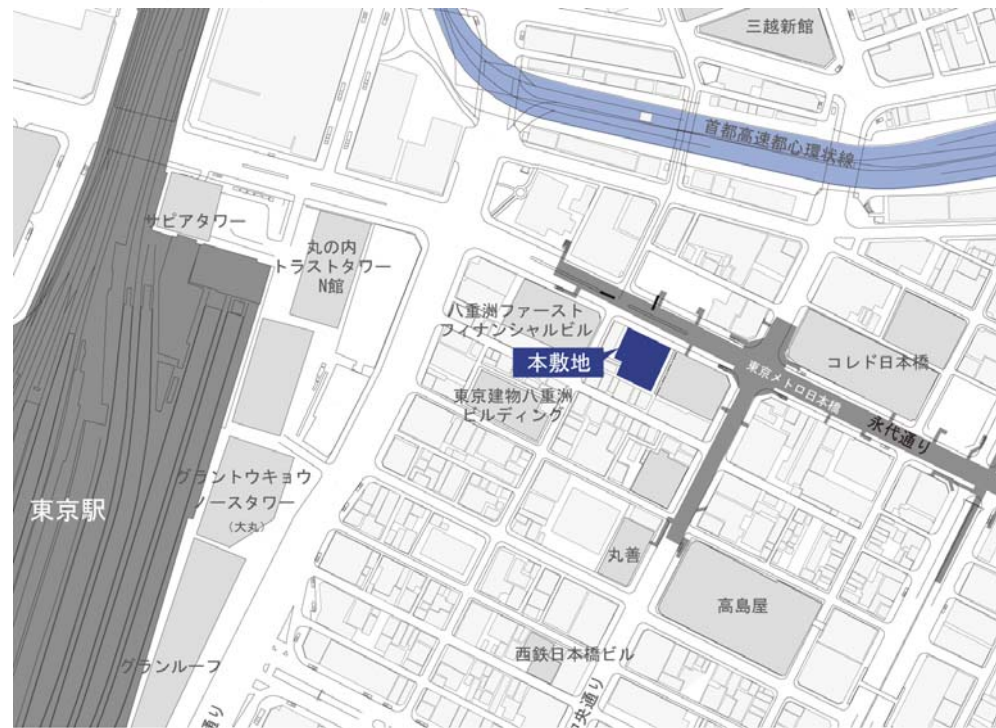 三越新館
首都高速都心環状線
サピアタワー
丸の内
トラストタワー
N館
八重洲ファースト
フィナンシャルビル
本敷地
コレド日本橋
東京メトロ日本橋
永代通り
東京建物八重洲
ビルディング
グラントウキョウ
ノースタワー
（大丸）
東京駅
丸善
高島屋
西鉄日本橋ビル
グランルーフ
通り
央通り